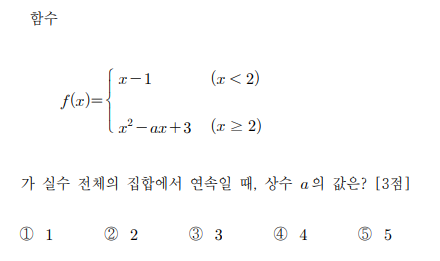 함수
f(x)= { x−1 (x < 2)
x²−ax+3 (x ≥ 2)
가 실수 전체의 집합에서 연속일 때, 상수 a의 값은? [3점]
① 1 ② 2 ③ 3 ④ 4 ⑤ 5